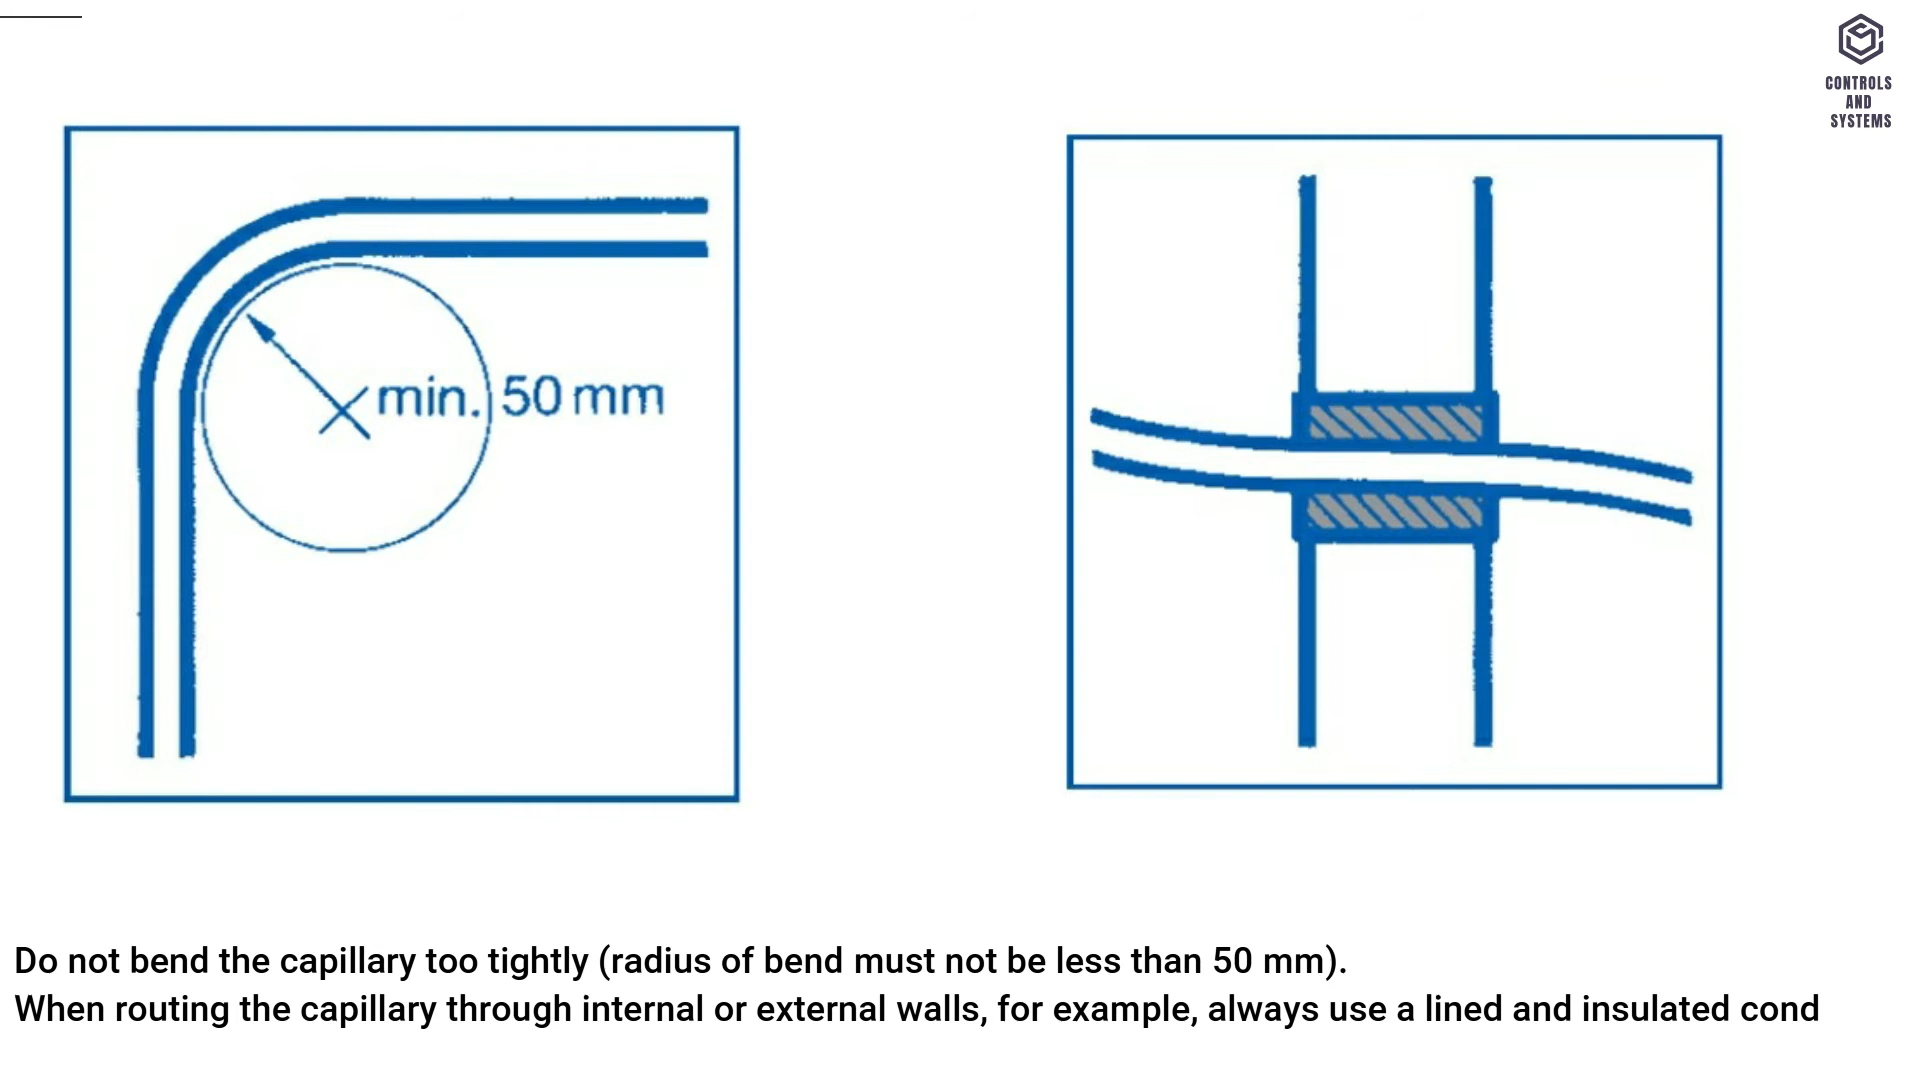 CONTROLS
AND
SYSTEMS
min. 50 mm
Do not bend the capillary too tightly (radius of bend must not be less than 50 mm).
When routing the capillary through internal or external walls, for example, always use a lined and insulated cond